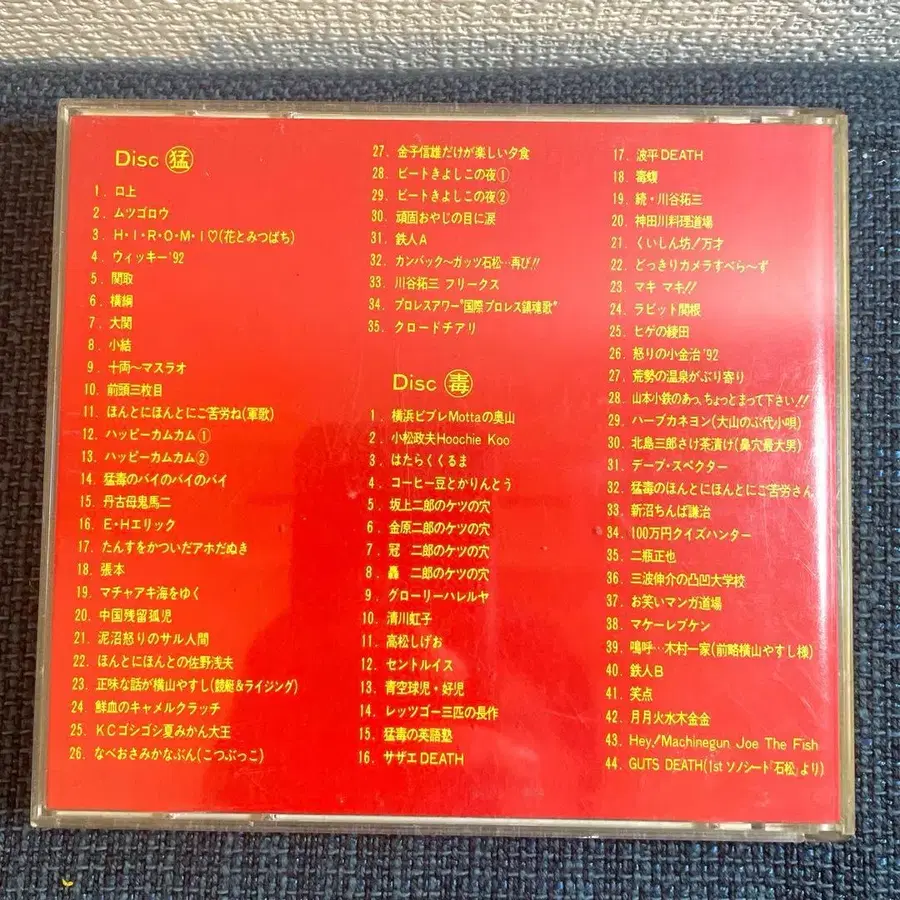 Disc � 猛
1. 口上
2. ムツゴロウ
3. H・I・R・O・M・I♡(花とみつばち)
4. ウィッキー'92
5. 関取
6. 横綱
7. 大関
8. 小結
9. 十両〜マスラオ
10. 前頭三枚目
11. ほんとにほんとにご苦労ね(軍歌)
12. ハッピーカムカム①
13. ハッピーカムカム②
14. 猛毒のバイのバイのバイ
15. 丹古母鬼馬二
16. E・Hエリック
17. たんすをかついだアホだぬき
18. 張本
19. マチャアキ海をゆく
20. 中国残留孤児
21. 泥沼怒りのサル人間
22. ほんとにほんとの佐野浅夫
23. 正味な話が横山やすし(競艇&ライジング)
24. 鮮血のキャメルクラッチ
25. KCゴシゴシ夏みかん大王
26. なべおさみかなぶん(こつぶっこ)
27. 金子信雄だけが楽しい夕食
28. ビートきよしこの夜①
29. ビートきよしこの夜②
30. 頑固おやじの目に涙
31. 鉄人A
32. カンバック〜ガッツ石松…再び!!
33. 川谷拓三 フリークス
34. プロレスアワー"国際プロレス鎮魂歌"
35. クロードチアリ
Disc 毒
1. 横浜ビブレMottaの奥山
2. 小松政夫Hoochie Koo
3. はたらくくるま
4. コーヒー豆とかりんとう
5. 坂上二郎のケツの穴
6. 金原二郎のケツの穴
7. 冠 二郎のケツの穴
8. 轟 二郎のケツの穴
9. グローリーハレルヤ
10. 清川虹子
11. 高松しげお
12. セントルイス
13. 青空球児・好児
14. レッツゴー三匹の長作
15. 猛毒の英語塾
16. サザエDEATH
17. 波平DEATH
18. 毒蝮
19. 続・川谷拓三
20. 神田川料理道場
21. くいしん坊!万才
22. どっきりカメラすべら〜ず
23. マキ マキ!!
24. ラビット関根
25. ヒゲの綾田
26. 怒りの小金治'92
27. 荒勢の温泉がぶり寄り
28. 山本小鉄のあっ、ちょっとまって下さい!!
29. ハーブカネヨン(大山のぶ代小唄)
30. 北島三郎さけ茶漬け(鼻穴最大男)
31. デーブ・スペクター
32. 猛毒のほんとにほんとにご苦労さん
33. 新沼ちんぱ謙治
34. 100万円クイズハンター
35. 二瓶正也
36. 三波伸介の凸凹大学校
37. お笑いマンガ道場
38. マケーレブケン
39. 嗚呼‥木村一家(前略横山やすし様)
40. 鉄人B
41. 笑点
42. 月月火水木金金
43. Hey! Machinegun Joe The Fish
44. GUTS DEATH(1stソノシート「石松」より)